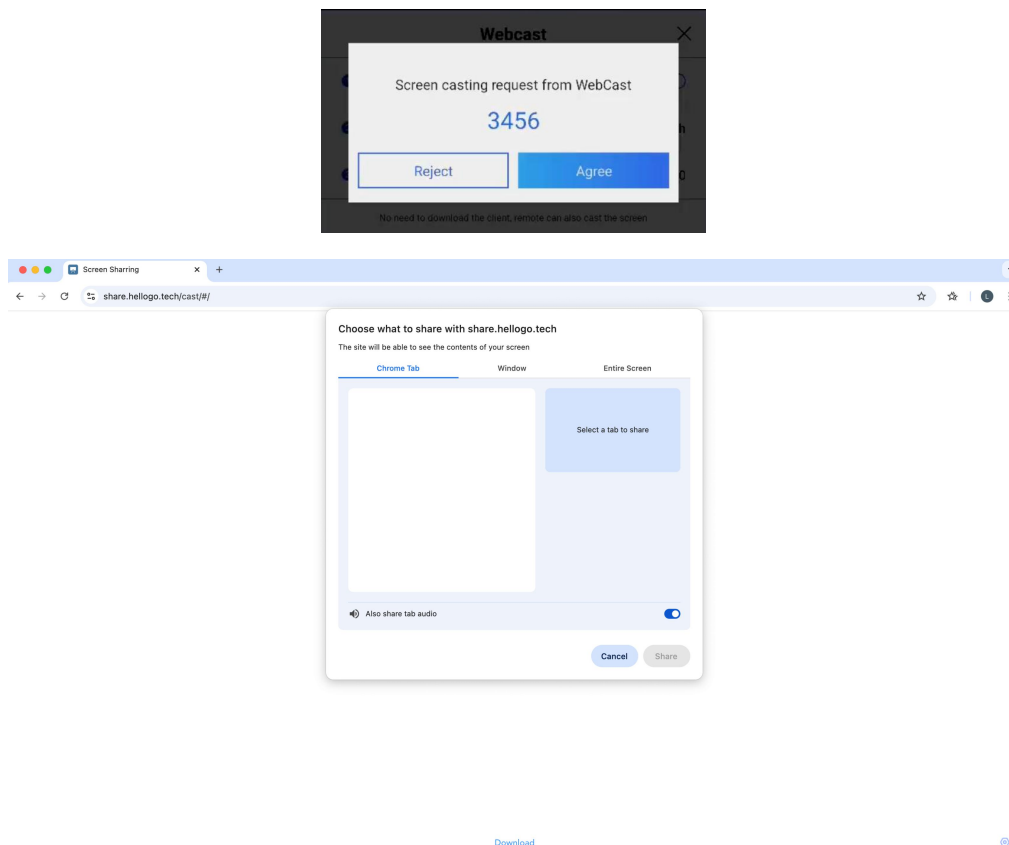 Webcast
Screen casting request from WebCast
3456
Reject Agree
No need to download the client, remote can also cast the screen
Screen Sharring
share.hellogo.tech/cast/#/
L
Choose what to share with share.hellogo.tech
The site will be able to see the contents of your screen
Chrome Tab Window Entire Screen
Select a tab to share
Also share tab audio
Cancel Share
Download